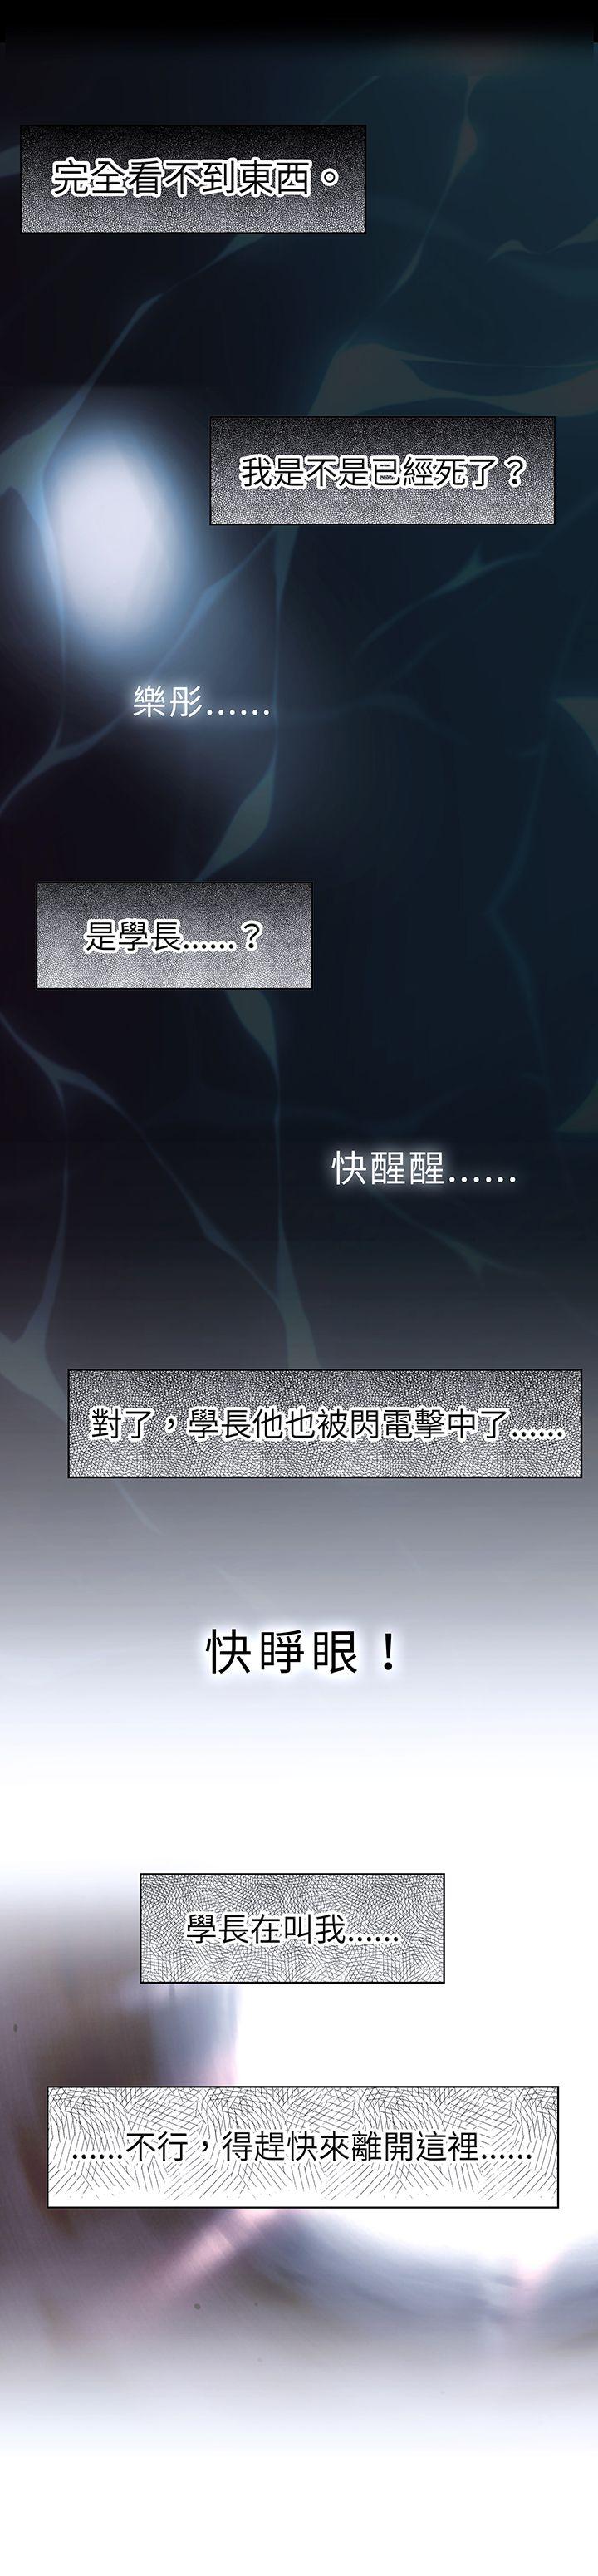 完全看不到東西。
我是不是已經死了？
樂彤……
是學長……？
快醒醒……
對了，學長他也被閃電擊中了……
快睜眼！
學長在叫我……
……不行，得趕快來離開這裡……